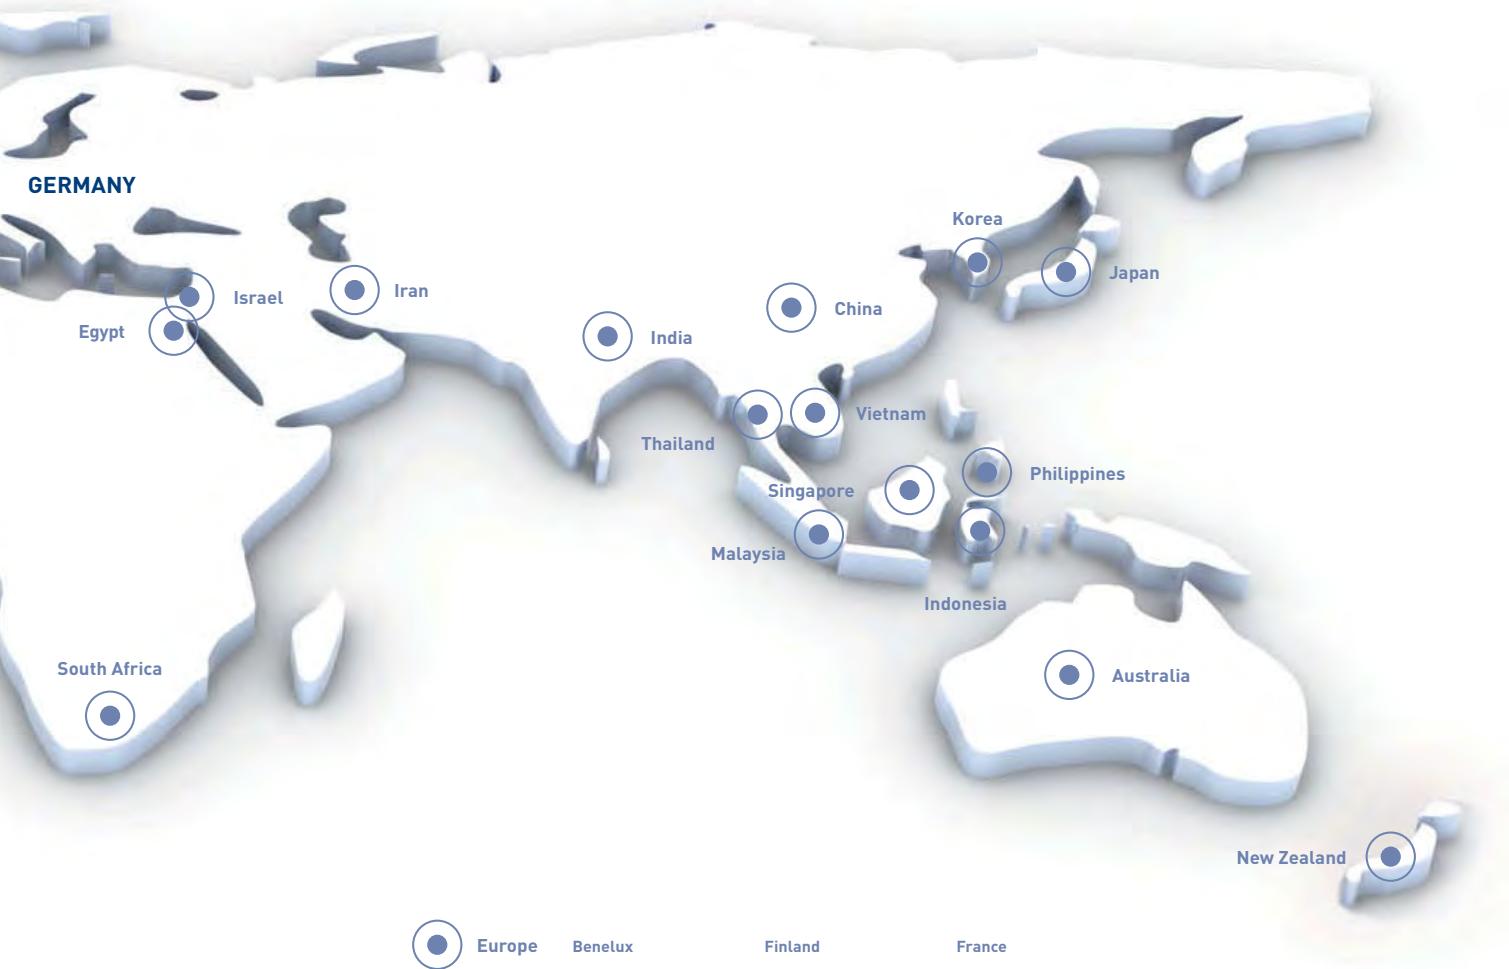 GERMANY
Korea
Japan
Israel
Iran
China
Egypt
India
Vietnam
Thailand
Philippines
Singapore
Malaysia
Indonesia
South Africa
Australia
New Zealand
Europe Benelux Finland France